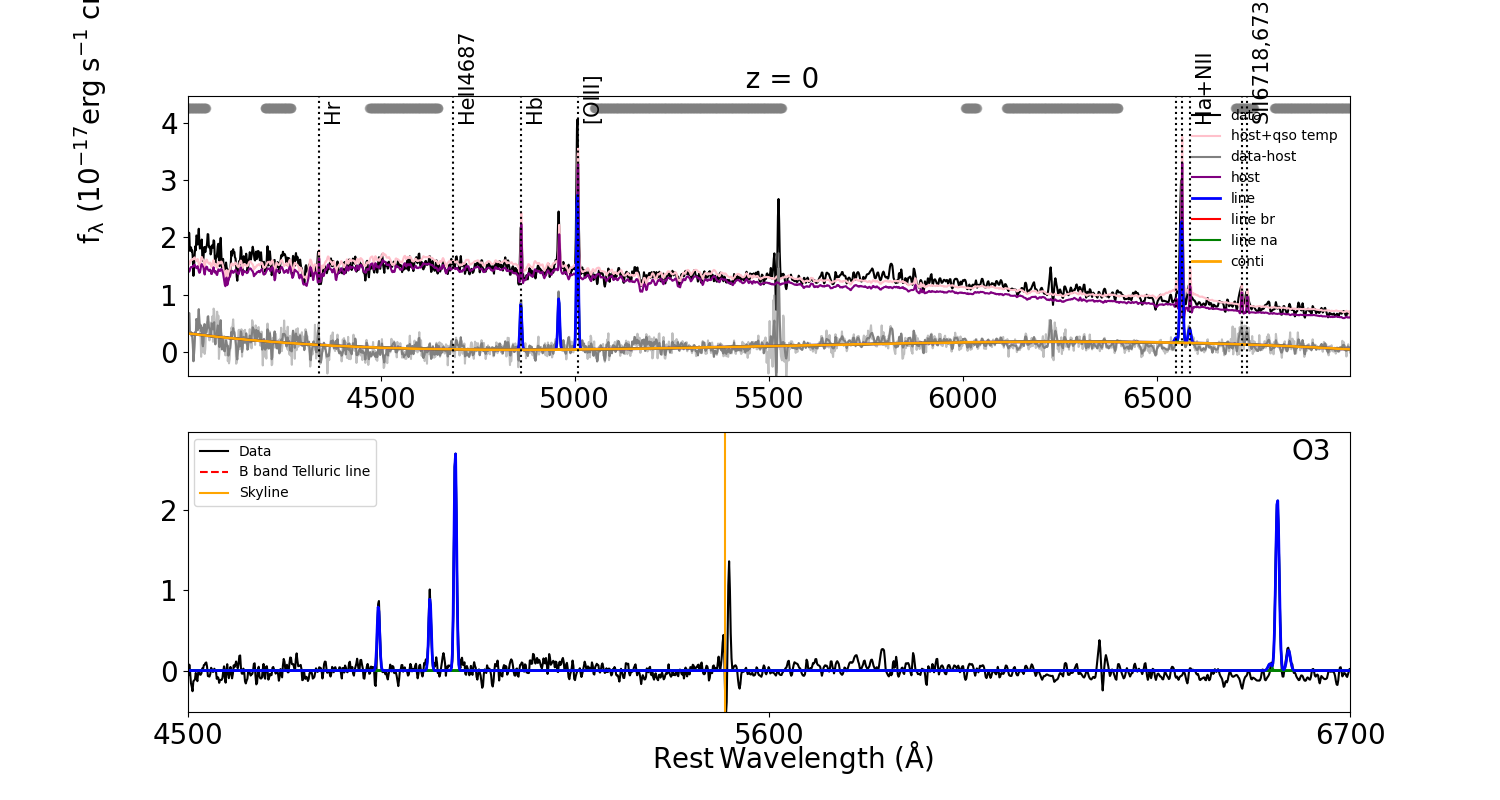 z = 0
f_λ (10^−17 erg s^−1 c
Hr
HeII4687
Hb
[OIII]
Ha+NII
SII6718,673
data
host+qso temp
data-host
host
line
line br
line na
conti
4
3
2
1
0
4500 5000 5500 6000 6500
O3
Data
B band Telluric line
Skyline
2
1
0
4500 5600 6700
Rest Wavelength (Å)